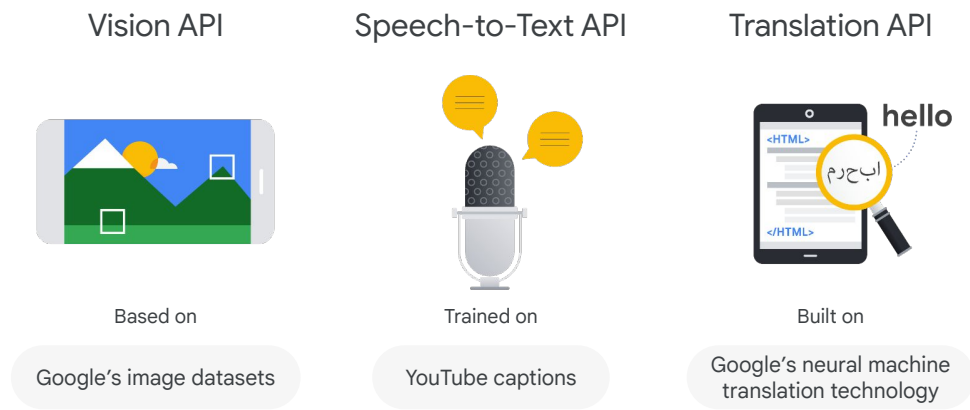 Vision API
Based on
Google's image datasets
Speech-to-Text API
Trained on
YouTube captions
Translation API
hello
<HTML>
ابحرم
</HTML>
Built on
Google's neural machine
translation technology